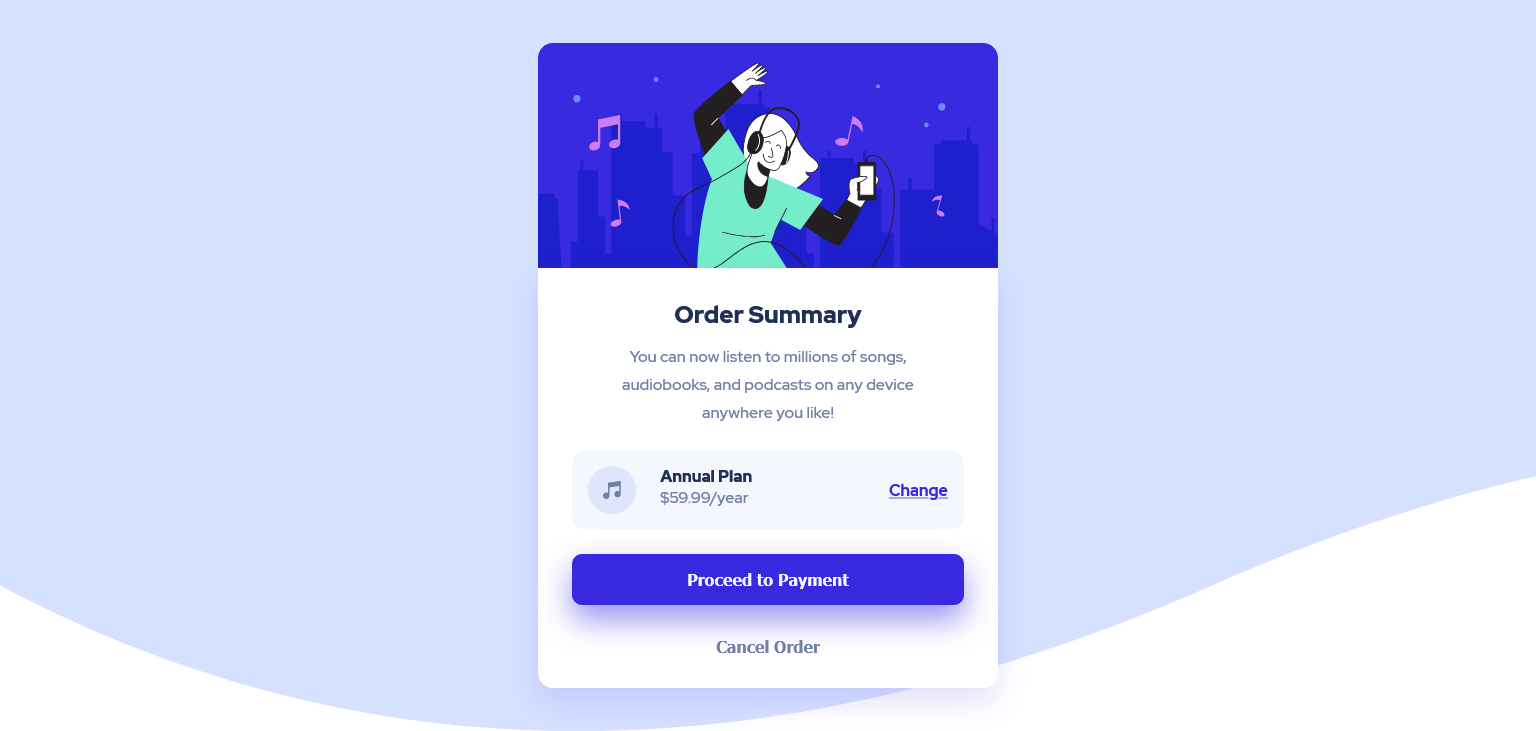 Order Summary
You can now listen to millions of songs,
audiobooks, and podcasts on any device
anywhere you like!
Annual Plan
$59.99/year
Change
Proceed to Payment
Cancel Order